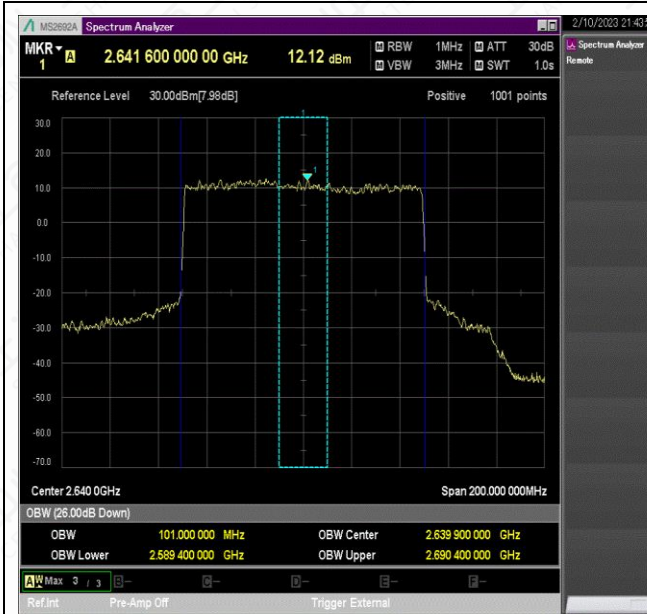 MS2692A Spectrum Analyzer
2/10/2023 21:43:
MKR 1 A 2.641 600 000 00 GHz 12.12 dBm
M RBW 1MHz M ATT 30dB
M VBW 3MHz M SWT 1.0s
Spectrum Analyzer
Remote
Reference Level 30.00dBm[7.98dB] Positive 1001 points
30.0
20.0
1
10.0
0.0
-10.0
-20.0
-30.0
-40.0
-50.0
-60.0
-70.0
Center 2.640 0GHz Span 200.000 000MHz
OBW (26.00dB Down)
OBW 101.000 000 MHz OBW Center 2.639 900 000 GHz
OBW Lower 2.589 400 000 GHz OBW Upper 2.690 400 000 GHz
A W Max 3 / 3 B- C- D- E- F-
Ref.Int Pre-Amp Off Trigger External